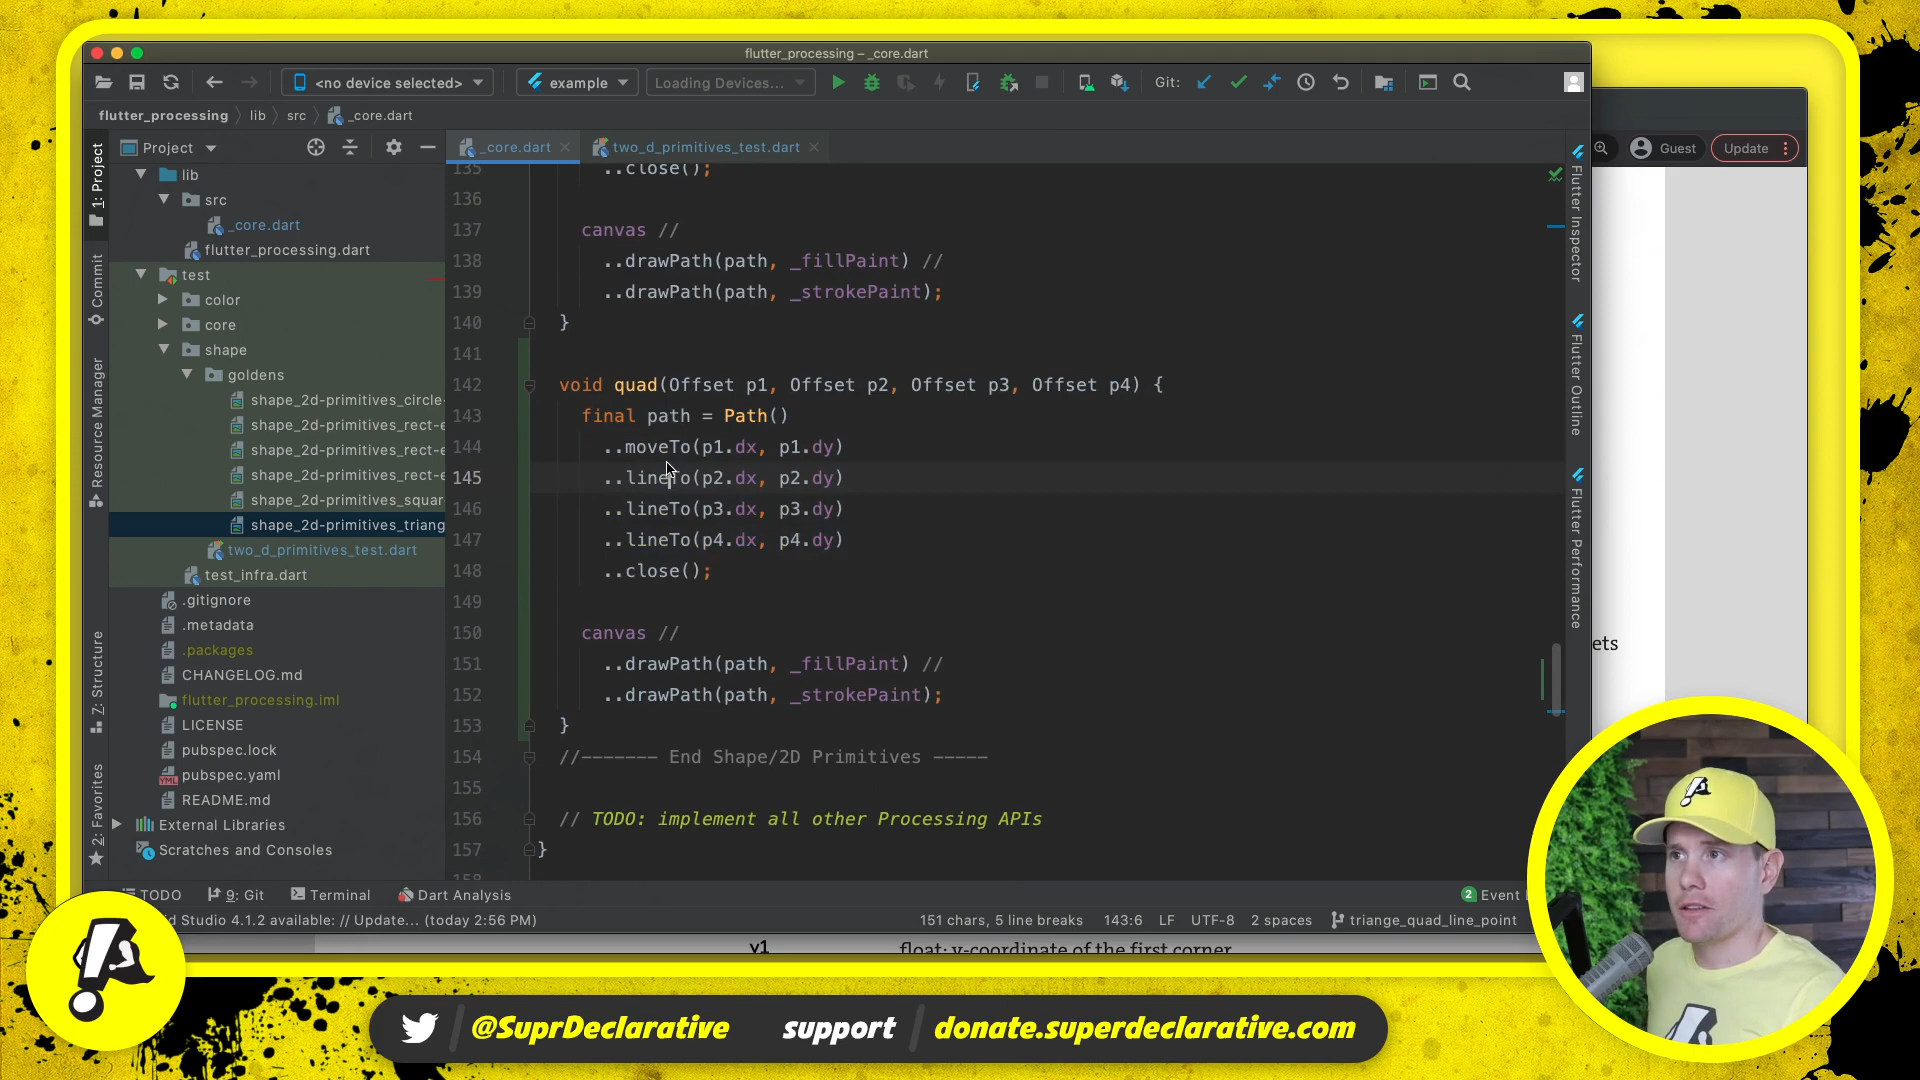 flutter_processing – _core.dart
<no device selected>
example
Loading Devices...
Git:
flutter_processing
lib
src
_core.dart
Guest
Update
1: Project
Commit
Resource Manager
7: Structure
2: Favorites
Project
lib
src
_core.dart
flutter_processing.dart
test
color
core
shape
goldens
shape_2d-primitives_circle-
shape_2d-primitives_rect-e
shape_2d-primitives_rect-e
shape_2d-primitives_rect-e
shape_2d-primitives_squar
shape_2d-primitives_triang
two_d_primitives_test.dart
test_infra.dart
.gitignore
.metadata
.packages
CHANGELOG.md
flutter_processing.iml
LICENSE
pubspec.lock
pubspec.yaml
README.md
External Libraries
Scratches and Consoles
_core.dart
two_d_primitives_test.dart
135 ..close();
136
137 canvas //
138 ..drawPath(path, _fillPaint) //
139 ..drawPath(path, _strokePaint);
140 }
141
142 void quad(Offset p1, Offset p2, Offset p3, Offset p4) {
143 final path = Path()
144 ..moveTo(p1.dx, p1.dy)
145 ..lineTo(p2.dx, p2.dy)
146 ..lineTo(p3.dx, p3.dy)
147 ..lineTo(p4.dx, p4.dy)
148 ..close();
149
150 canvas //
151 ..drawPath(path, _fillPaint) //
152 ..drawPath(path, _strokePaint);
153 }
154 //------- End Shape/2D Primitives -----
155
156 // TODO: implement all other Processing APIs
157 }
Flutter Inspector
Flutter Outline
Flutter Performance
ets
TODO
9: Git
Terminal
Dart Analysis
2 Event
d Studio 4.1.2 available: // Update... (today 2:56 PM)
151 chars, 5 line breaks
143:6
LF
UTF-8
2 spaces
triange_quad_line_point
float: y-coordinate of the first corner
@SuprDeclarative
support
donate.superdeclarative.com